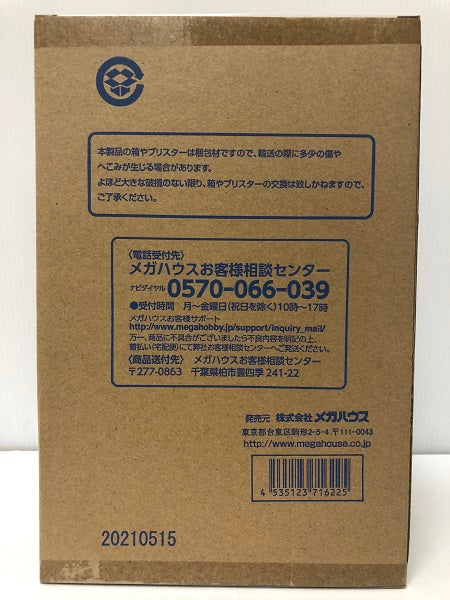 本製品の箱やブリスターは梱包材ですので、輸送の際に多少の傷や
へこみが生じる場合があります。
よほど大きな破損のない限り、箱やブリスターの交換は致しかねますので、
ご了承ください。
〈電話受付先〉
メガハウスお客様相談センター
ナビダイヤル 0570-066-039
●受付時間 月〜金曜日(祝日を除く)10時〜17時
メガハウスお客様サポート
http://www.megahobby.jp/support/inquiry_mail/
万一、商品に不具合がございましたら不良内容を明記の上、
着払い(宅配便)にて弊社お客様相談センターへご発送ください。
〈商品送付先〉 メガハウスお客様相談センター
〒277-0863 千葉県柏市豊四季 241-22
発売元 株式会社 メガハウス
東京都台東区駒形2-5-4 〒111-0043
http://www.megahouse.co.jp
4 535123 716225
20210515